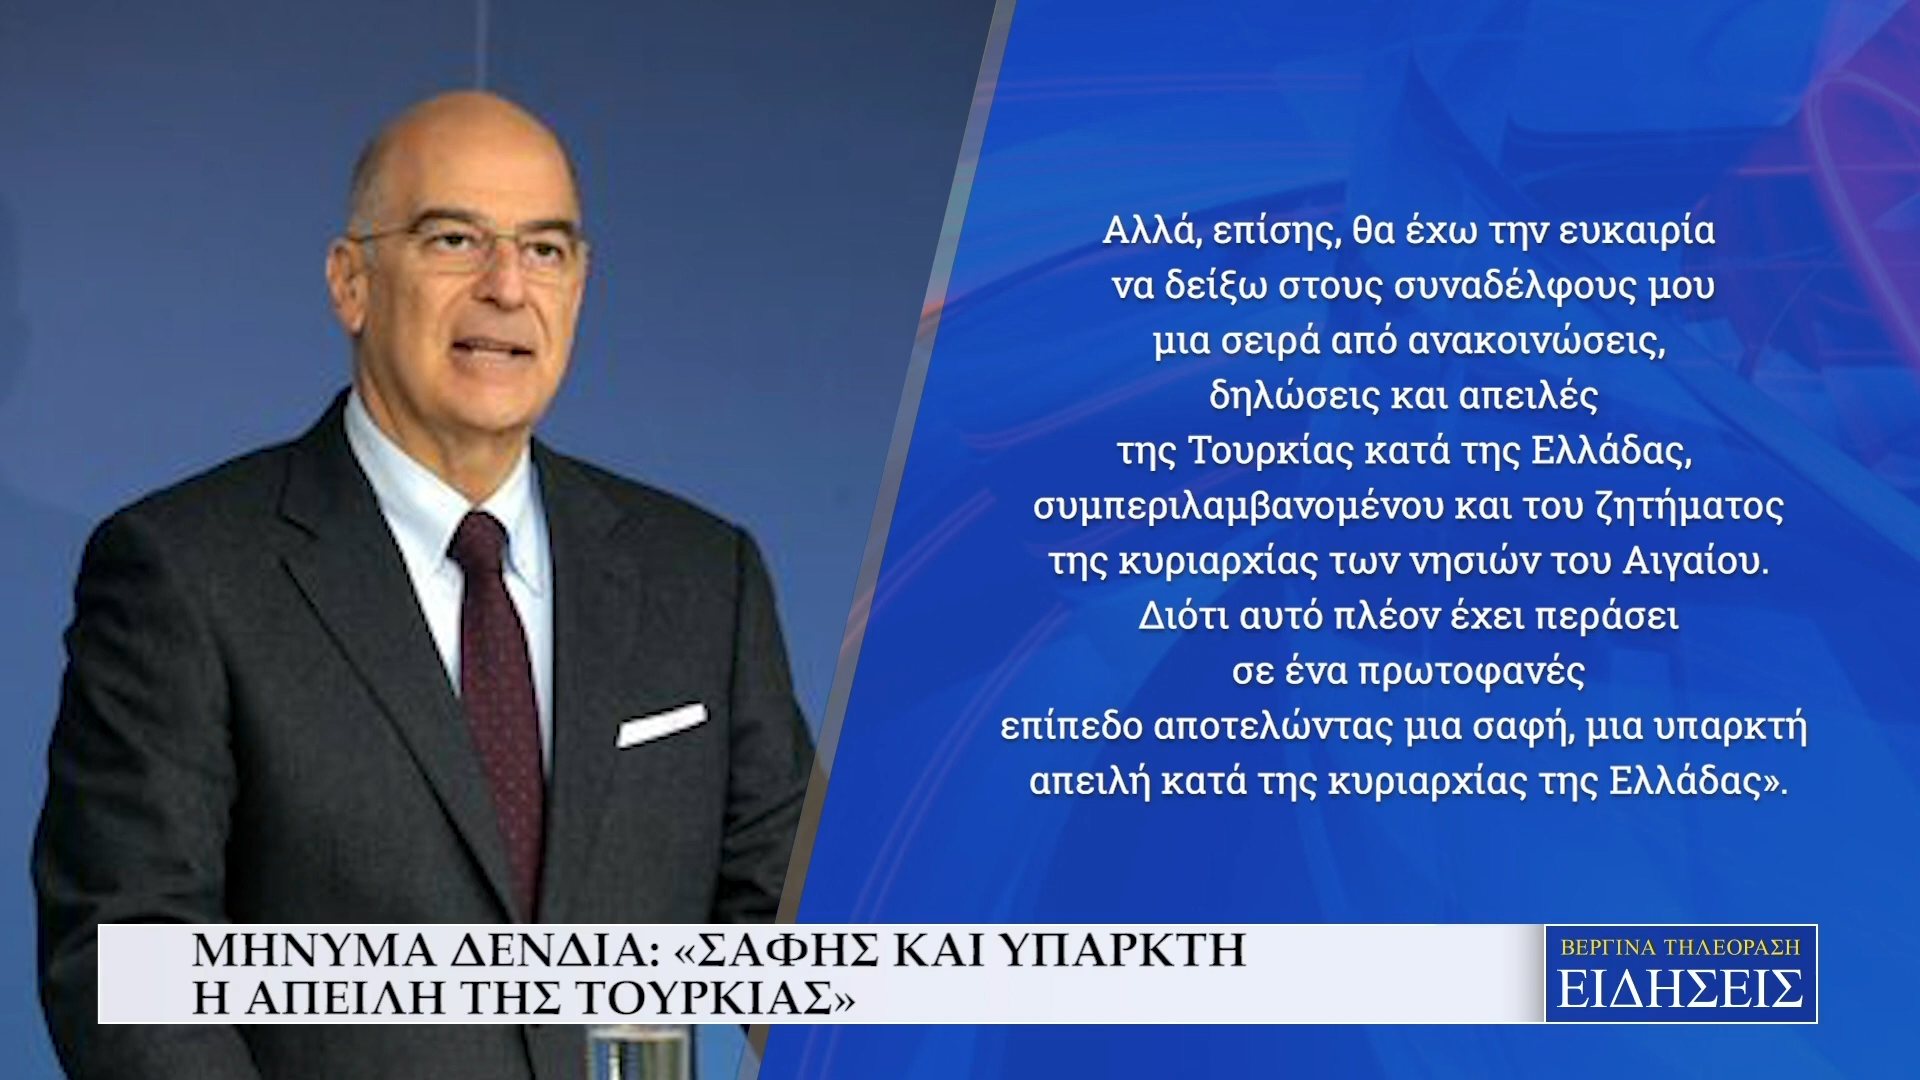 Αλλά, επίσης, θα έχω την ευκαιρία
να δείξω στους συναδέλφους μου
μια σειρά από ανακοινώσεις,
δηλώσεις και απειλές
της Τουρκίας κατά της Ελλάδας,
συμπεριλαμβανομένου και του ζητήματος
της κυριαρχίας των νησιών του Αιγαίου.
Διότι αυτό πλέον έχει περάσει
σε ένα πρωτοφανές
επίπεδο αποτελώντας μια σαφή, μια υπαρκτή
απειλή κατά της κυριαρχίας της Ελλάδας».
ΜΗΝΥΜΑ ΔΕΝΔΙΑ: «ΣΑΦΗΣ ΚΑΙ ΥΠΑΡΚΤΗ
Η ΑΠΕΙΛΗ ΤΗΣ ΤΟΥΡΚΙΑΣ»
ΒΕΡΓΙΝΑ ΤΗΛΕΟΡΑΣΗ
ΕΙΔΗΣΕΙΣ